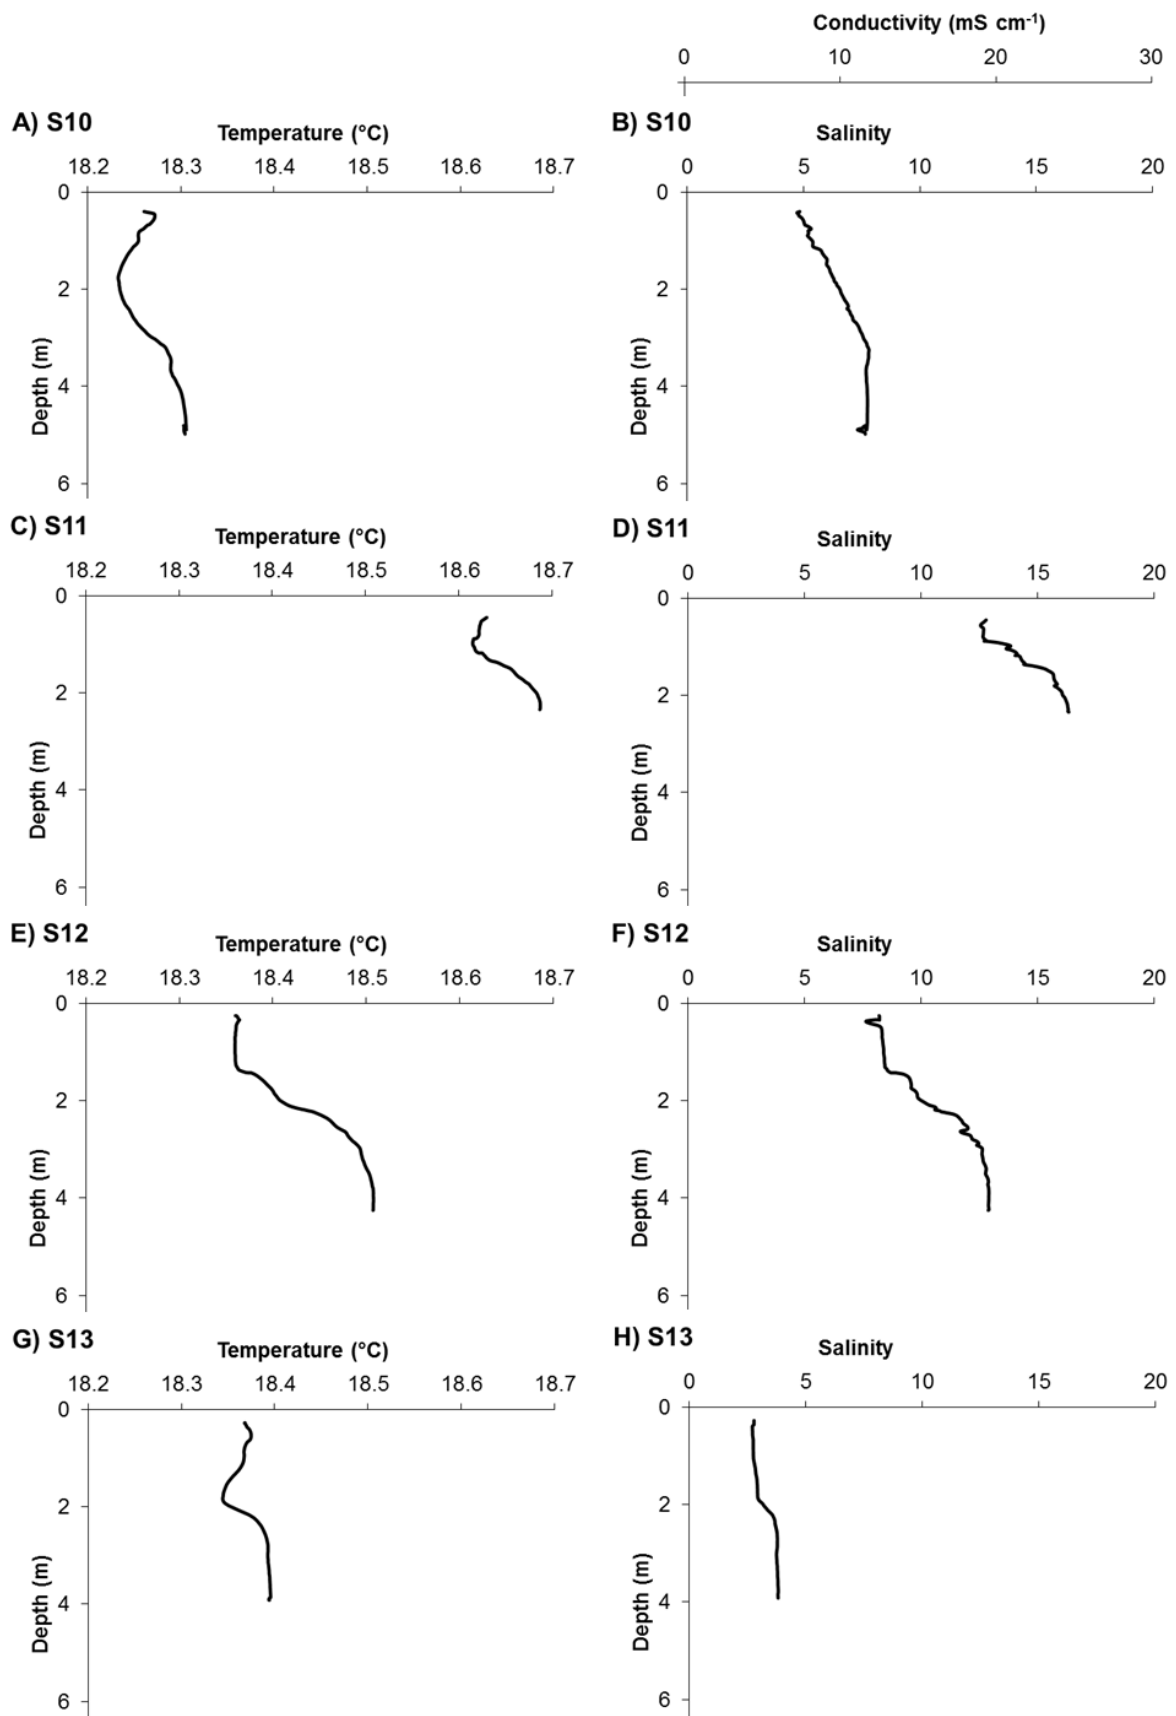 Conductivity (mS cm⁻¹)
0 10 20 30
A) S10
Temperature (°C)
18.2 18.3 18.4 18.5 18.6 18.7
0
2
4
6
Depth (m)
B) S10
Salinity
0 5 10 15 20
0
2
4
6
Depth (m)
C) S11
Temperature (°C)
18.2 18.3 18.4 18.5 18.6 18.7
0
2
4
6
Depth (m)
D) S11
Salinity
0 5 10 15 20
0
2
4
6
Depth (m)
E) S12
Temperature (°C)
18.2 18.3 18.4 18.5 18.6 18.7
0
2
4
6
Depth (m)
F) S12
Salinity
0 5 10 15 20
0
2
4
6
Depth (m)
G) S13
Temperature (°C)
18.2 18.3 18.4 18.5 18.6 18.7
0
2
4
6
Depth (m)
H) S13
Salinity
0 5 10 15 20
0
2
4
6
Depth (m)